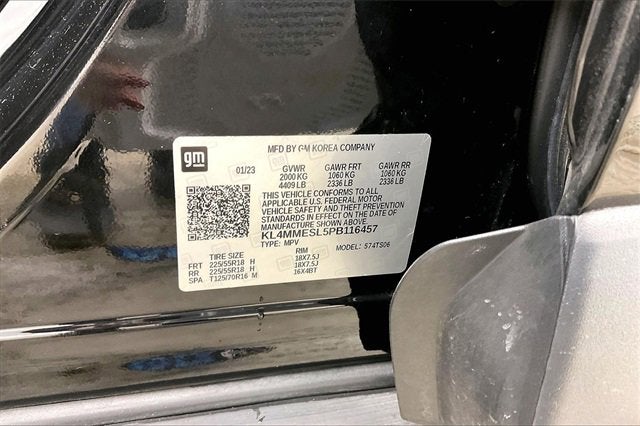 gm
MFD BY GM KOREA COMPANY
01/23 GVWR GAWR FRT GAWR RR
2000 KG 1060 KG 1060 KG
4409 LB 2336 LB 2336 LB
THIS VEHICLE CONFORMS TO ALL
APPLICABLE U.S. FEDERAL MOTOR
VEHICLE SAFETY AND THEFT PREVENTION
STANDARDS IN EFFECT ON THE DATE OF
MANUFACTURE SHOWN ABOVE.
KL4MMESL5PB116457
TYPE: MPV MODEL: 574TS06
TIRE SIZE RIM
FRT 225/55R18 H 18X7.5J
RR 225/55R18 H 18X7.5J
SPA T125/70R16 M 16X4BT